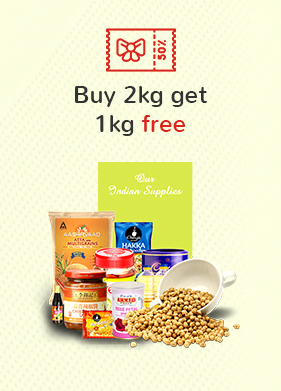 50%
Buy 2kg get
1kg free
Our
Indian Supplies
AASHIRVAAD
ATTA
MULTIGRAINS
HAKKA